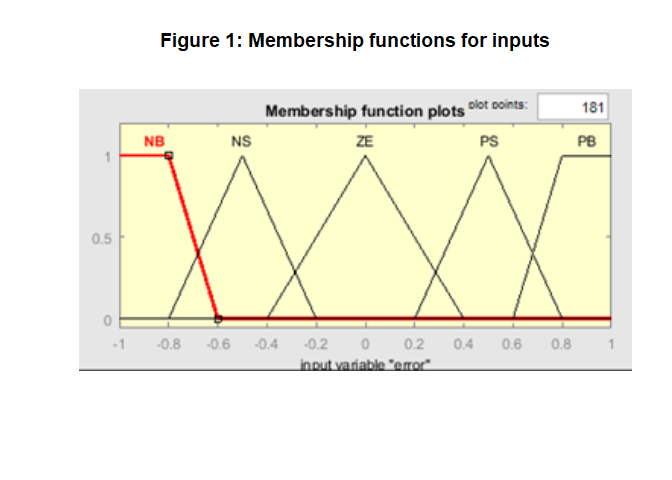 Figure 1: Membership functions for inputs
Membership function plots plot points: 181
NB NS ZE PS PB
1
0.5
0
-1 -0.8 -0.6 -0.4 -0.2 0 0.2 0.4 0.6 0.8 1
input variable "error"